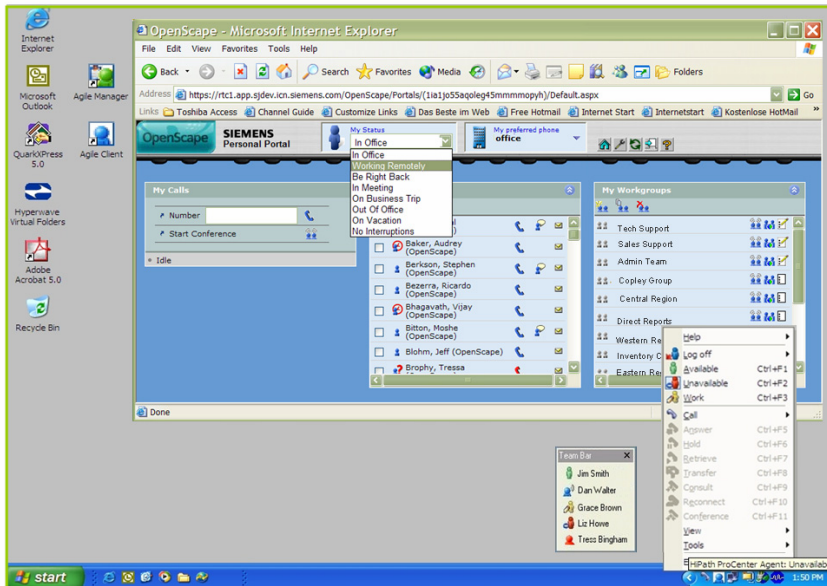 Internet
Explorer
Microsoft
Outlook
Agile Manager
QuarkXPress
5.0
Agile Client
Hyperwave
Virtual Folders
Adobe
Acrobat 5.0
Recycle Bin
OpenScape - Microsoft Internet Explorer
File Edit View Favorites Tools Help
Back Search Favorites Media Folders
Address https://rtc1.app.sjdev.icn.siemens.com/OpenScape/Portals/(1ia1jo55aqoleg45mmmmopyh)/Default.aspx Go
Links Toshiba Access Channel Guide Customize Links Das Beste im Web Free Hotmail Internet Start Internetstart Kostenlose HotMail »
OpenScape
SIEMENS
Personal Portal
My Status
In Office
My preferred phone
office
In Office
Working Remotely
Be Right Back
In Meeting
On Business Trip
Out Of Office
On Vacation
No Interruptions
My Calls
Number
Start Conference
Idle
Baker, Audrey
(OpenScape)
Berkson, Stephen
(OpenScape)
Bezerra, Ricardo
(OpenScape)
Bhagavath, Vijay
(OpenScape)
Bitton, Moshe
(OpenScape)
Blohm, Jeff (OpenScape)
Brophy, Tressa
My Workgroups
Tech Support
Sales Support
Admin Team
Copley Group
Central Region
Direct Reports
Western Re
Inventory C
Eastern Re
Done
Help
Log off
Available Ctrl+F1
Unavailable Ctrl+F2
Work Ctrl+F3
Call
Answer Ctrl+F5
Hold Ctrl+F6
Retrieve Ctrl+F7
Transfer Ctrl+F8
Consult Ctrl+F9
Reconnect Ctrl+F10
Conference Ctrl+F11
View
Tools
E
HiPath ProCenter Agent: Unavailab
Team Bar X
Jim Smith
Dan Walter
Grace Brown
Liz Howe
Tress Bingham
start
1:50 PM